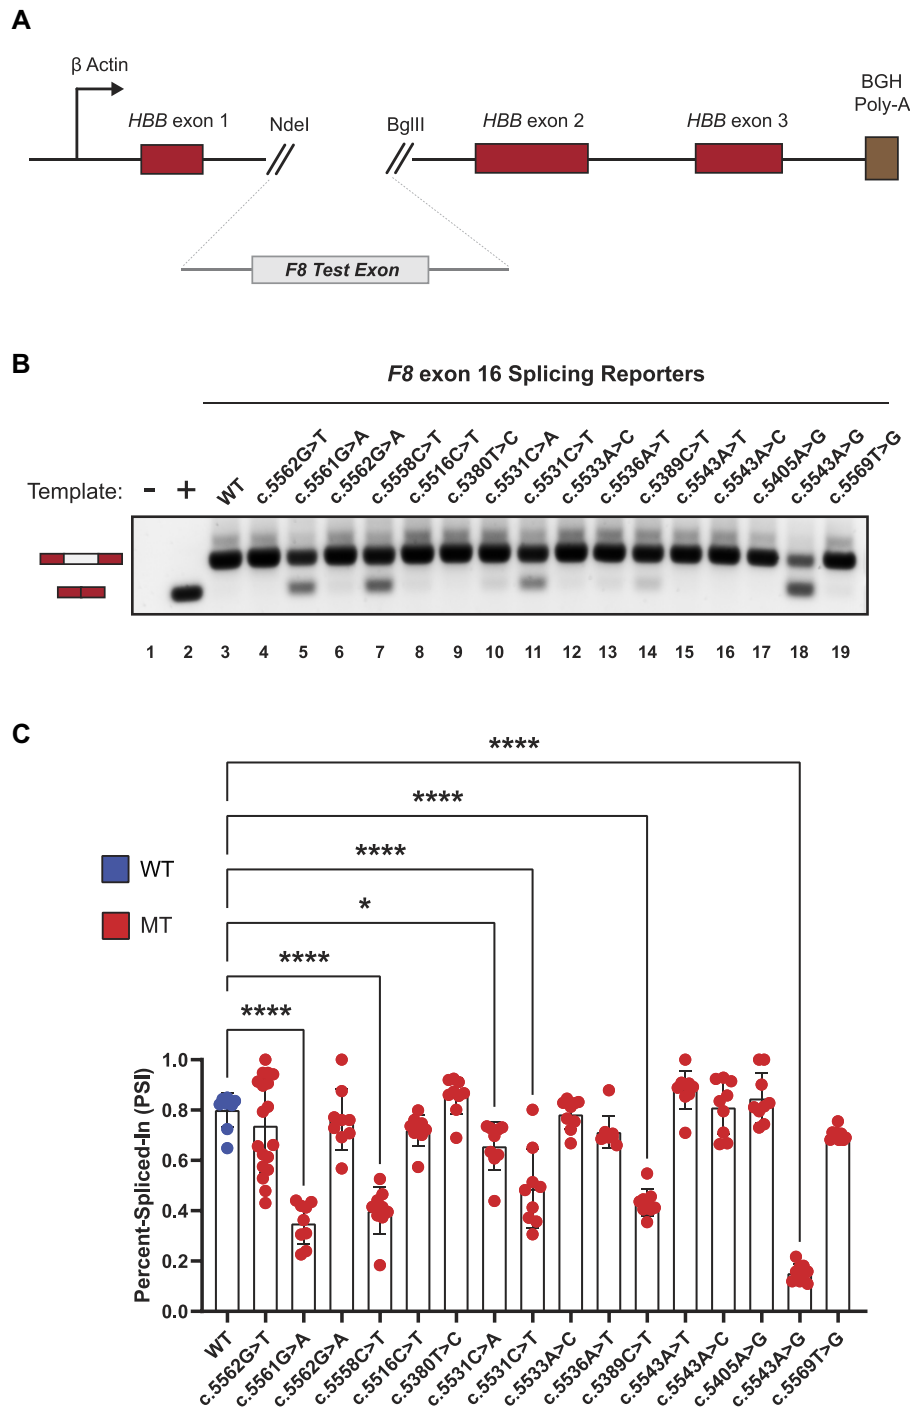 A
β Actin
HBB exon 1
NdeI
BglII
HBB exon 2
HBB exon 3
BGH
Poly-A
F8 Test Exon
B
F8 exon 16 Splicing Reporters
Template:
-
+
WT
c.5562G>T
c.5561G>A
c.5562G>A
c.5558C>T
c.5516C>T
c.5380T>C
c.5531C>A
c.5531C>T
c.5533A>C
c.5536A>T
c.5389C>T
c.5543A>T
c.5543A>C
c.5405A>G
c.5543A>G
c.5569T>G
1 2 3 4 5 6 7 8 9 10 11 12 13 14 15 16 17 18 19
C
****
****
****
*
****
****
WT
MT
Percent-Spliced-In (PSI)
1.0
0.8
0.6
0.4
0.2
0.0
WT
c.5562G>T
c.5561G>A
c.5562G>A
c.5558C>T
c.5516C>T
c.5380T>C
c.5531C>A
c.5531C>T
c.5533A>C
c.5536A>T
c.5389C>T
c.5543A>T
c.5543A>C
c.5405A>G
c.5543A>G
c.5569T>G